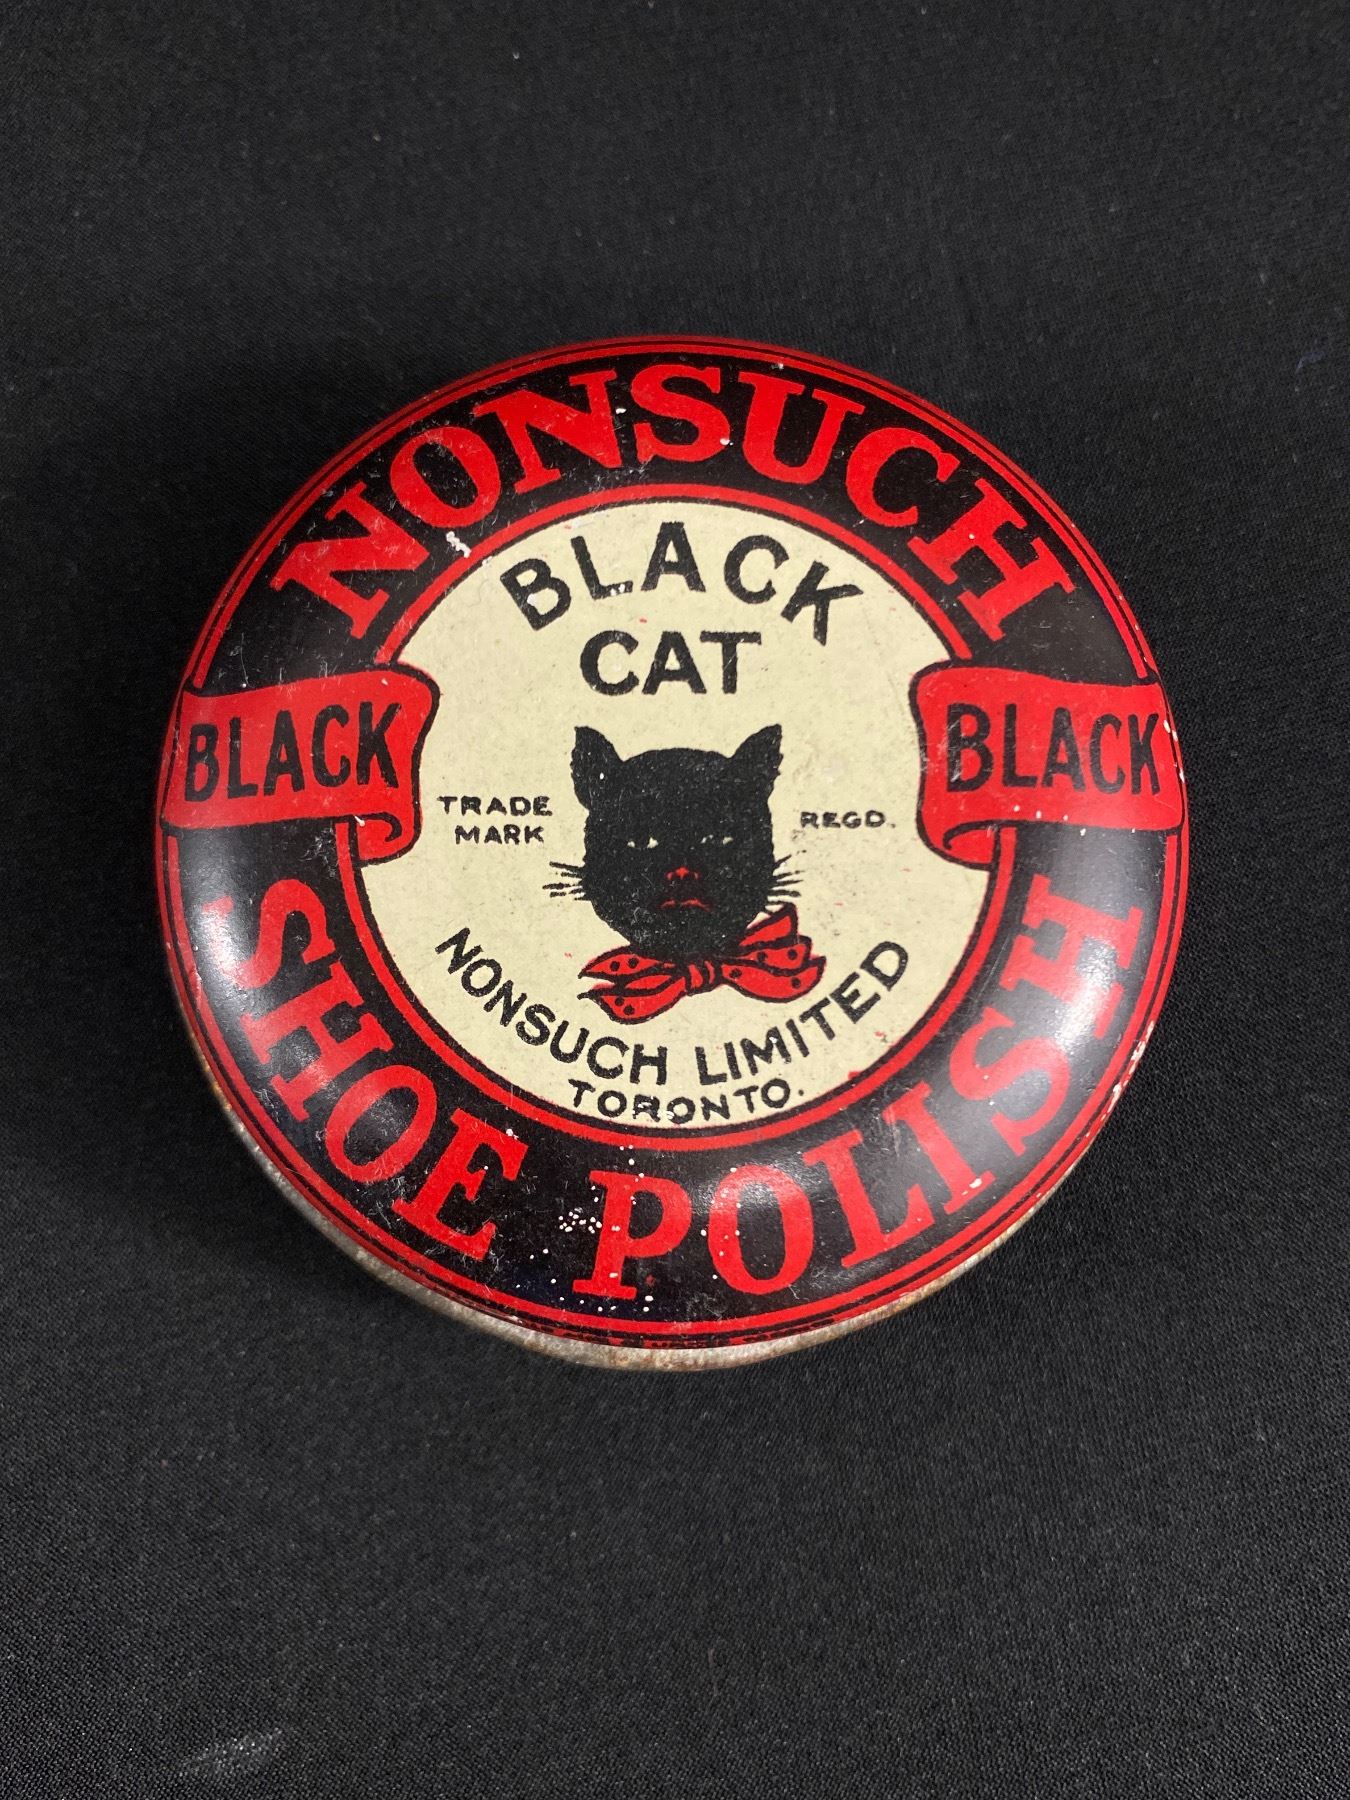 NONSUCH
BLACK CAT
BLACK
BLACK
TRADE MARK
REGD.
NONSUCH LIMITED
TORONTO.
SHOE POLISH